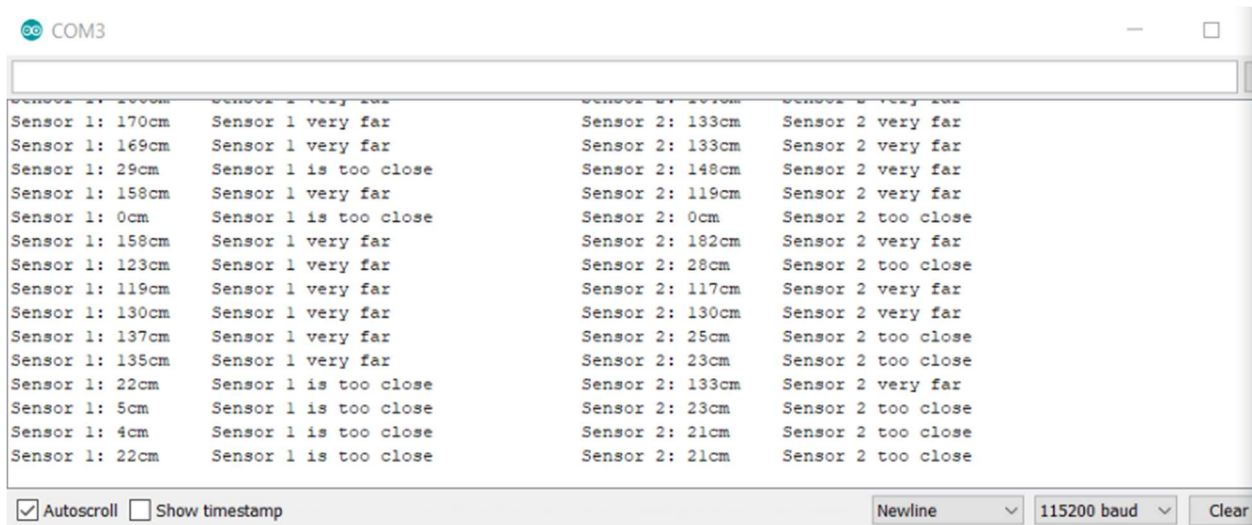 COM3
Sensor 1: 170cm Sensor 1 very far Sensor 2: 133cm Sensor 2 very far
Sensor 1: 169cm Sensor 1 very far Sensor 2: 133cm Sensor 2 very far
Sensor 1: 29cm Sensor 1 is too close Sensor 2: 148cm Sensor 2 very far
Sensor 1: 158cm Sensor 1 very far Sensor 2: 119cm Sensor 2 very far
Sensor 1: 0cm Sensor 1 is too close Sensor 2: 0cm Sensor 2 too close
Sensor 1: 158cm Sensor 1 very far Sensor 2: 182cm Sensor 2 very far
Sensor 1: 123cm Sensor 1 very far Sensor 2: 28cm Sensor 2 too close
Sensor 1: 119cm Sensor 1 very far Sensor 2: 117cm Sensor 2 very far
Sensor 1: 130cm Sensor 1 very far Sensor 2: 130cm Sensor 2 very far
Sensor 1: 137cm Sensor 1 very far Sensor 2: 25cm Sensor 2 too close
Sensor 1: 135cm Sensor 1 very far Sensor 2: 23cm Sensor 2 too close
Sensor 1: 22cm Sensor 1 is too close Sensor 2: 133cm Sensor 2 very far
Sensor 1: 5cm Sensor 1 is too close Sensor 2: 23cm Sensor 2 too close
Sensor 1: 4cm Sensor 1 is too close Sensor 2: 21cm Sensor 2 too close
Sensor 1: 22cm Sensor 1 is too close Sensor 2: 21cm Sensor 2 too close
Autoscroll Show timestamp Newline 115200 baud Clear